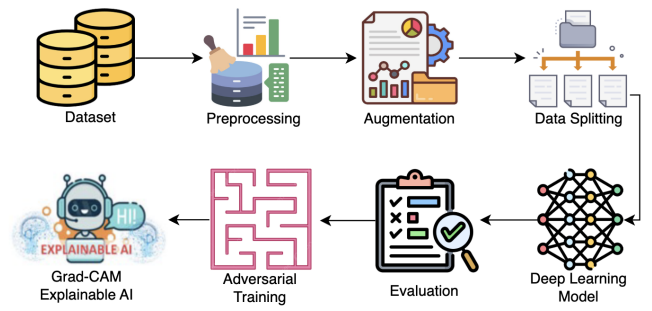 Dataset
Preprocessing
Augmentation
Data Splitting
HI!
EXPLAINABLE AI
Grad-CAM
Explainable AI
Adversarial
Training
Evaluation
Deep Learning
Model